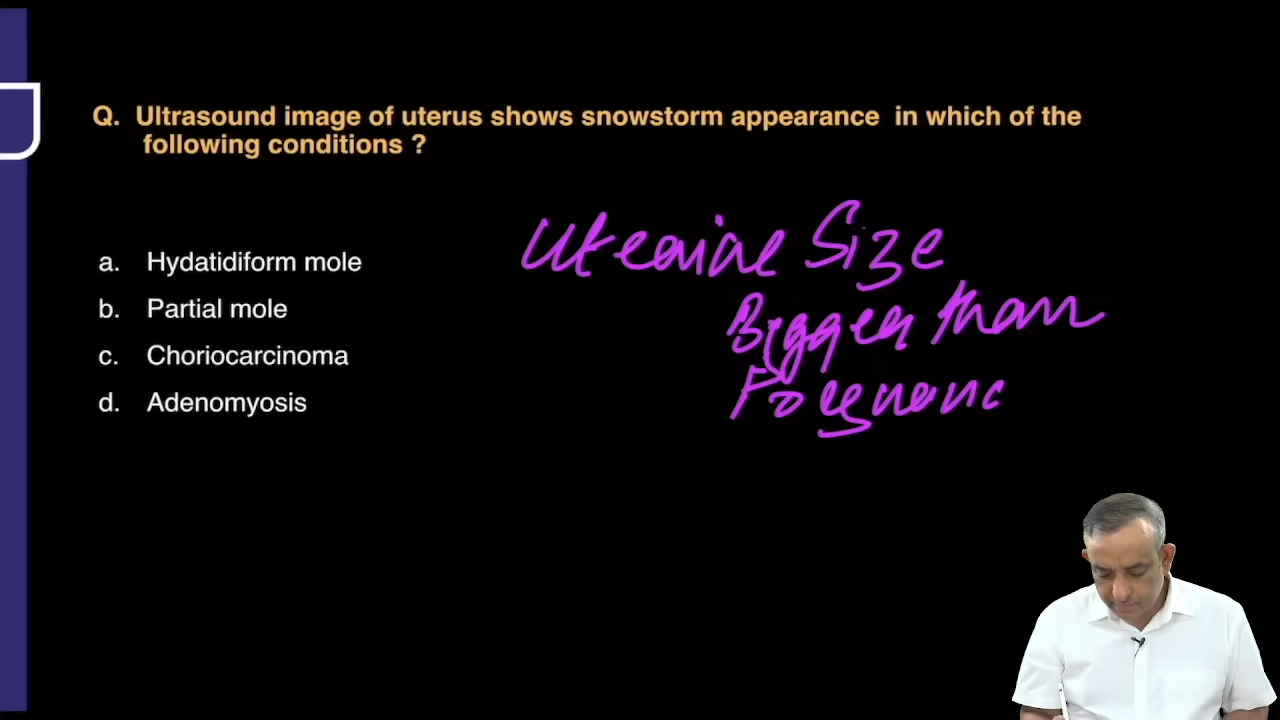 Q. Ultrasound image of uterus shows snowstorm appearance in which of the
following conditions ?
a. Hydatidiform mole
b. Partial mole
c. Choriocarcinoma
d. Adenomyosis
Uterine Size
Bigger than
Pregnanc